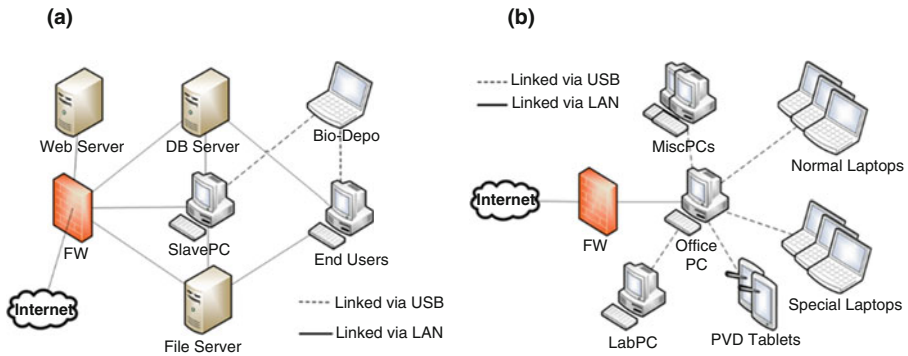 (a)
Web Server
DB Server
Bio-Depo
FW
SlavePC
End Users
Internet
File Server
Linked via USB
Linked via LAN
(b)
Linked via USB
Linked via LAN
MiscPCs
Normal Laptops
Internet
FW
Office
PC
Special Laptops
LabPC
PVD Tablets